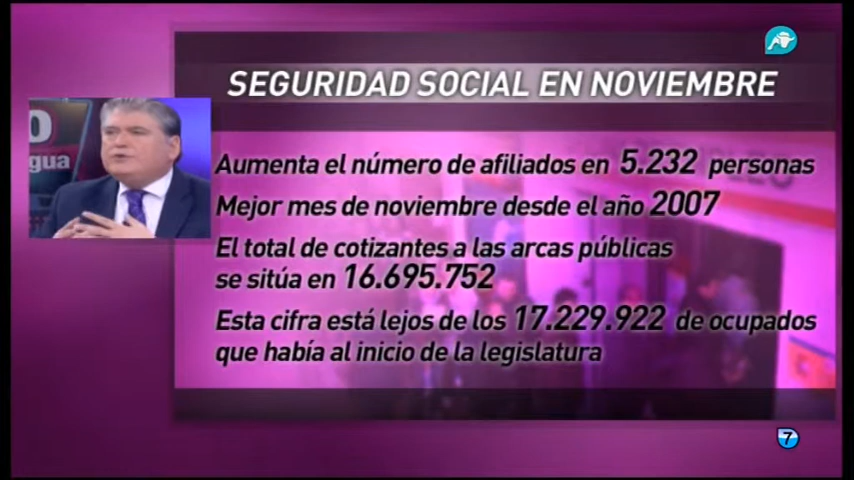 SEGURIDAD SOCIAL EN NOVIEMBRE
O
gua
Aumenta el número de afiliados en 5.232 personas
Mejor mes de noviembre desde el año 2007
El total de cotizantes a las arcas públicas
se sitúa en 16.695.752
Esta cifra está lejos de los 17.229.922 de ocupados
que había al inicio de la legislatura
7